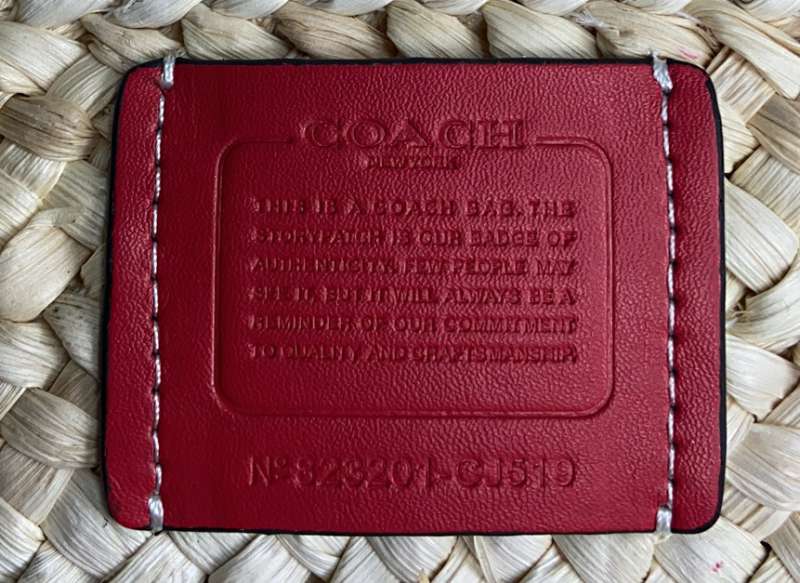 COACH
NEW YORK
THIS IS A COACH BAG. THE
STORYPATCH IS OUR BADGE OF
AUTHENTICITY. FEW PEOPLE MAY
SEE IT, BUT IT WILL ALWAYS BE A
REMINDER OF OUR COMMITMENT
TO QUALITY AND CRAFTSMANSHIP.
Nº 323201-CJ519